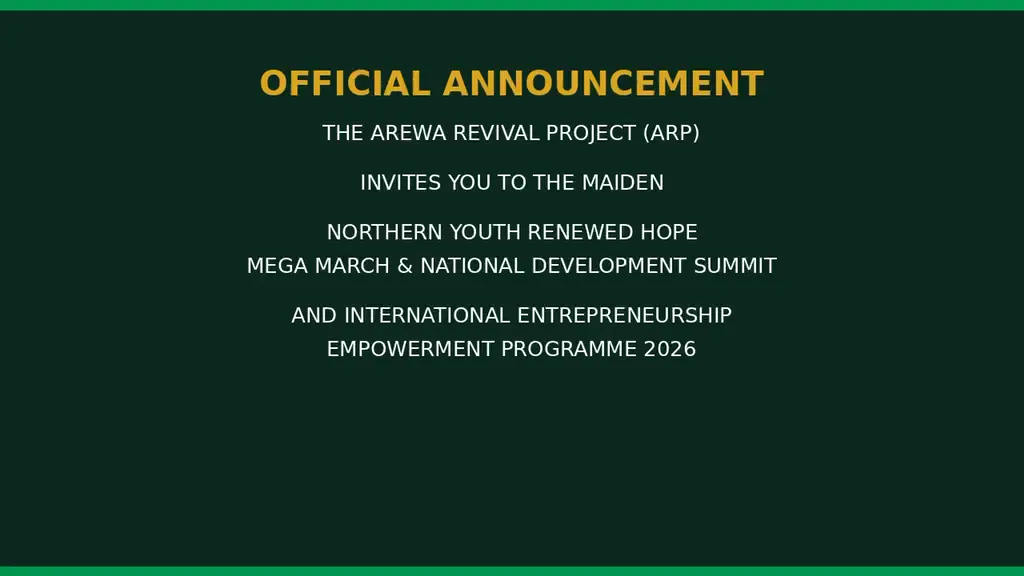 OFFICIAL ANNOUNCEMENT
THE AREWA REVIVAL PROJECT (ARP)
INVITES YOU TO THE MAIDEN
NORTHERN YOUTH RENEWED HOPE
MEGA MARCH & NATIONAL DEVELOPMENT SUMMIT
AND INTERNATIONAL ENTREPRENEURSHIP
EMPOWERMENT PROGRAMME 2026